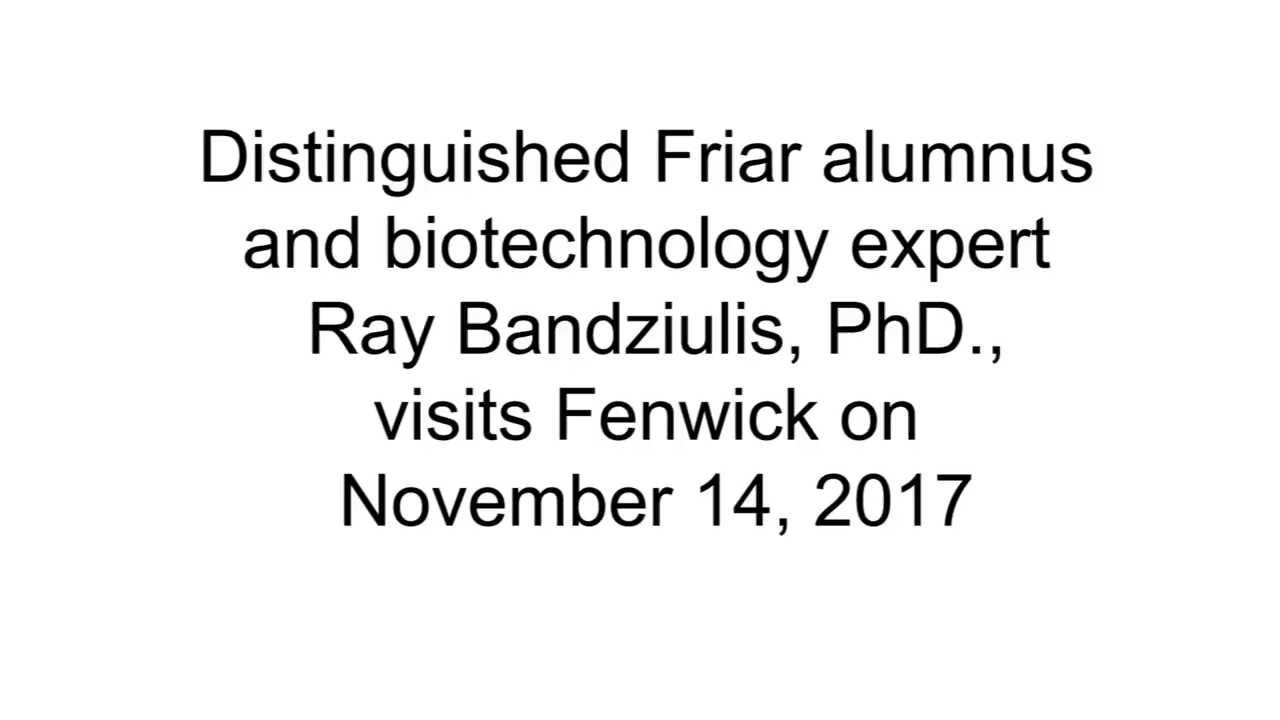 Distinguished Friar alumnus
and biotechnology expert
Ray Bandziulis, PhD.,
visits Fenwick on
November 14, 2017